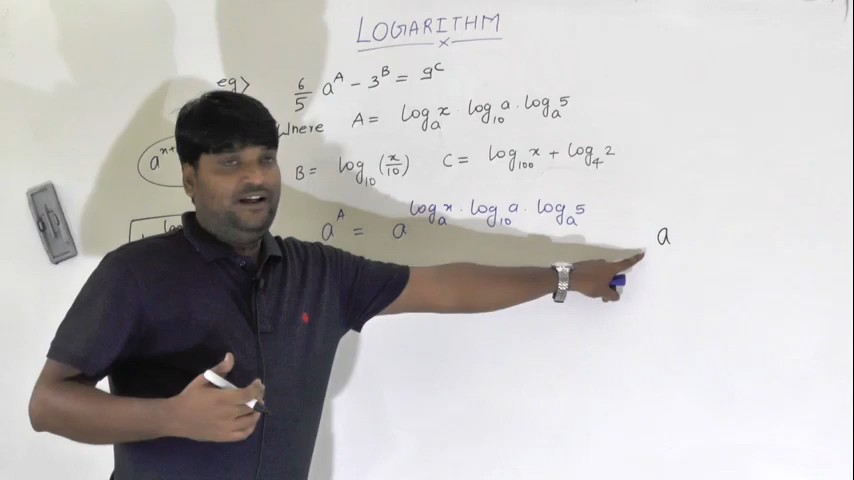 LOGARITHM
eg> 6/5 a^A - 3^B = 9^C
Where A = log_a x · log_10 a · log_a 5
a^n+
B = log_10 (x/10) C = log_100 x + log_4 2
log
a^A = a^log_a x · log_10 a · log_a 5 a